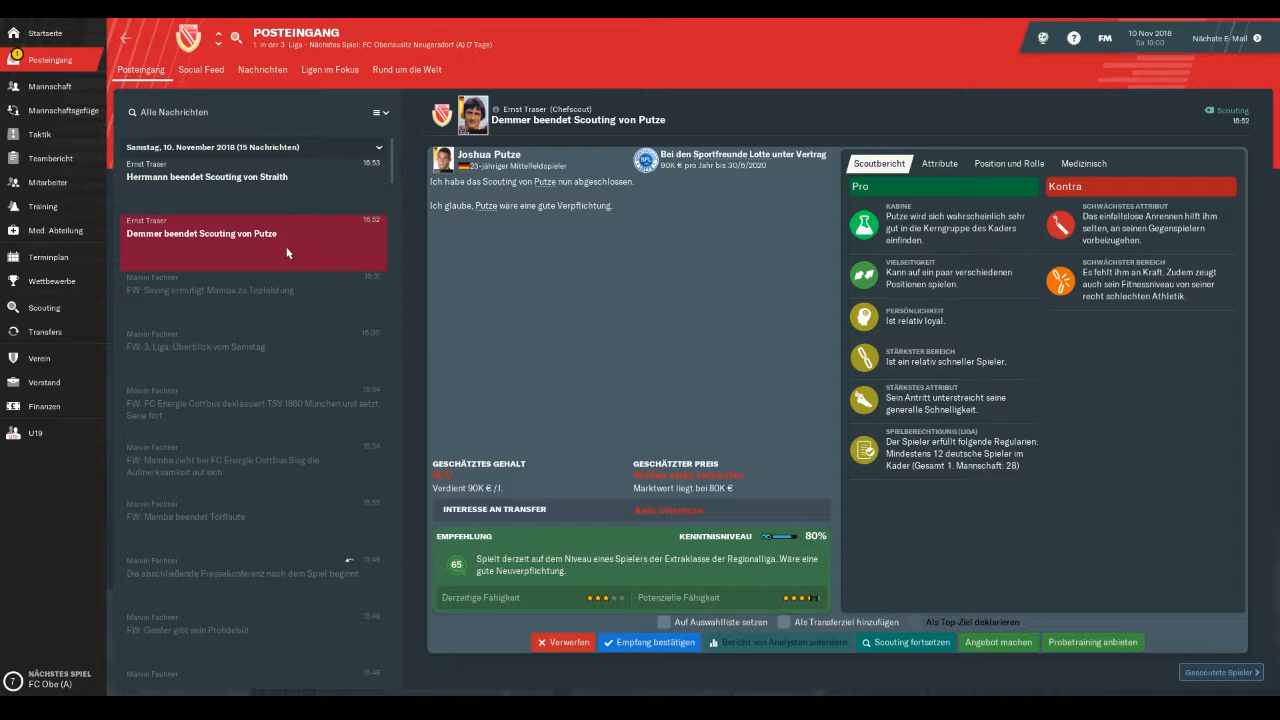 Startseite
Posteingang
Mannschaft
Mannschaftsgefüge
Taktik
Teambericht
Mitarbeiter
Training
Med. Abteilung
Terminplan
Wettbewerbe
Scouting
Transfers
Verein
Vorstand
Finanzen
U19
NÄCHSTES SPIEL
7 FC Obe (A)
POSTEINGANG
1. in der 3. Liga - Nächstes Spiel: FC Oberlausitz Neugersdorf (A) (7 Tage)
10 Nov 2018
Sa 19:00
? FM
NÄCHSTE E-MAIL
Posteingang Social Feed Nachrichten Ligen im Fokus Rund um die Welt
Alle Nachrichten
Samstag, 10. November 2018 (15 Nachrichten)
Ernst Traser 16:53
Herrmann beendet Scouting von Straith
Ernst Traser 16:52
Demmer beendet Scouting von Putze
Marvin Fachner 16:31
FW: Saving ermutigt Mamba zu Topleistung
Marvin Fachner 16:00
FW: 3. Liga: Überblick vom Samstag
Marvin Fachner 15:54
FW: FC Energie Cottbus deklassiert TSV 1860 München und setzt
Serie fort
Marvin Fachner 15:54
FW: Mamba zieht bei FC Energie Cottbus Sieg die
Aufmerksamkeit auf sich
Marvin Fachner 15:52
FW: Mamba beendet Torflaute
Marvin Fachner 15:49
Die abschließende Pressekonferenz nach dem Spiel beginnt
Marvin Fachner 15:48
FW: Geisler gibt sein Profidebüt
Marvin Fachner 15:48
Ernst Traser (Chefscout)
Demmer beendet Scouting von Putze
Scouting
16:52
Joshua Putze
23-jähriger Mittelfeldspieler
Bei den Sportfreunde Lotte unter Vertrag
90K € pro Jahr bis 30/6/2020
Ich habe das Scouting von Putze nun abgeschlossen.
Ich glaube, Putze wäre eine gute Verpflichtung.
GESCHÄTZTES GEHALT
N/V
Verdient 90K € /J.
GESCHÄTZTER PREIS
Wollen nicht verkaufen
Marktwert liegt bei 80K €
INTERESSE AN TRANSFER Kein Interesse
EMPFEHLUNG KENNTNISNIVEAU 80%
65
Spielt derzeit auf dem Niveau eines Spielers der Extraklasse der Regionalliga. Wäre eine
gute Neuverpflichtung.
Derzeitige Fähigkeit Potenzielle Fähigkeit
Scoutbericht Attribute Position und Rolle Medizinisch
Pro
KABINE
Putze wird sich wahrscheinlich sehr
gut in die Kerngruppe des Kaders
einfinden.
VIELSEITIGKEIT
Kann auf ein paar verschiedenen
Positionen spielen.
PERSÖNLICHKEIT
Ist relativ loyal.
STÄRKSTER BEREICH
Ist ein relativ schneller Spieler.
STÄRKSTES ATTRIBUT
Sein Antritt unterstreicht seine
generelle Schnelligkeit.
SPIELBERECHTIGUNG (LIGA)
Der Spieler erfüllt folgende Regularien:
Mindestens 12 deutsche Spieler im
Kader (Gesamt 1. Mannschaft: 28)
Kontra
SCHWÄCHSTES ATTRIBUT
Das einfallslose Anrennen hilft ihm
selten, an seinen Gegenspielern
vorbeizugehen.
SCHWÄCHSTER BEREICH
Es fehlt ihm an Kraft. Zudem zeugt
auch sein Fitnessniveau von seiner
recht schlechten Athletik.
Auf Auswahlliste setzen Als Transferziel hinzufügen Als Top-Ziel deklarieren
Verwerfen Empfang bestätigen Bericht von Analysten anfordern Scouting fortsetzen Angebot machen Probetraining anbieten
Gescoutete Spieler